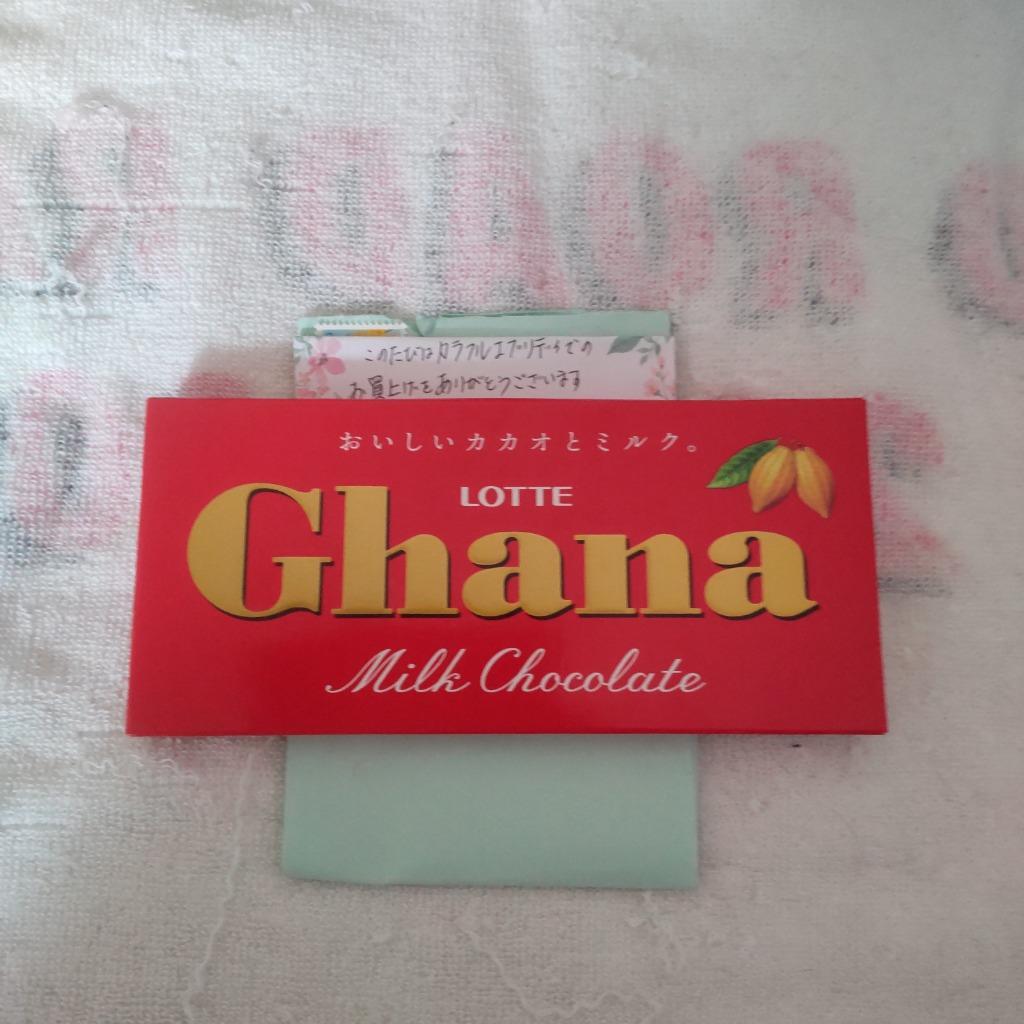 ROAD R
このたびはカラフルエブリデイでの
お買上げをありがとうございます
おいしいカカオとミルク。
LOTTE
Ghana
Milk Chocolate